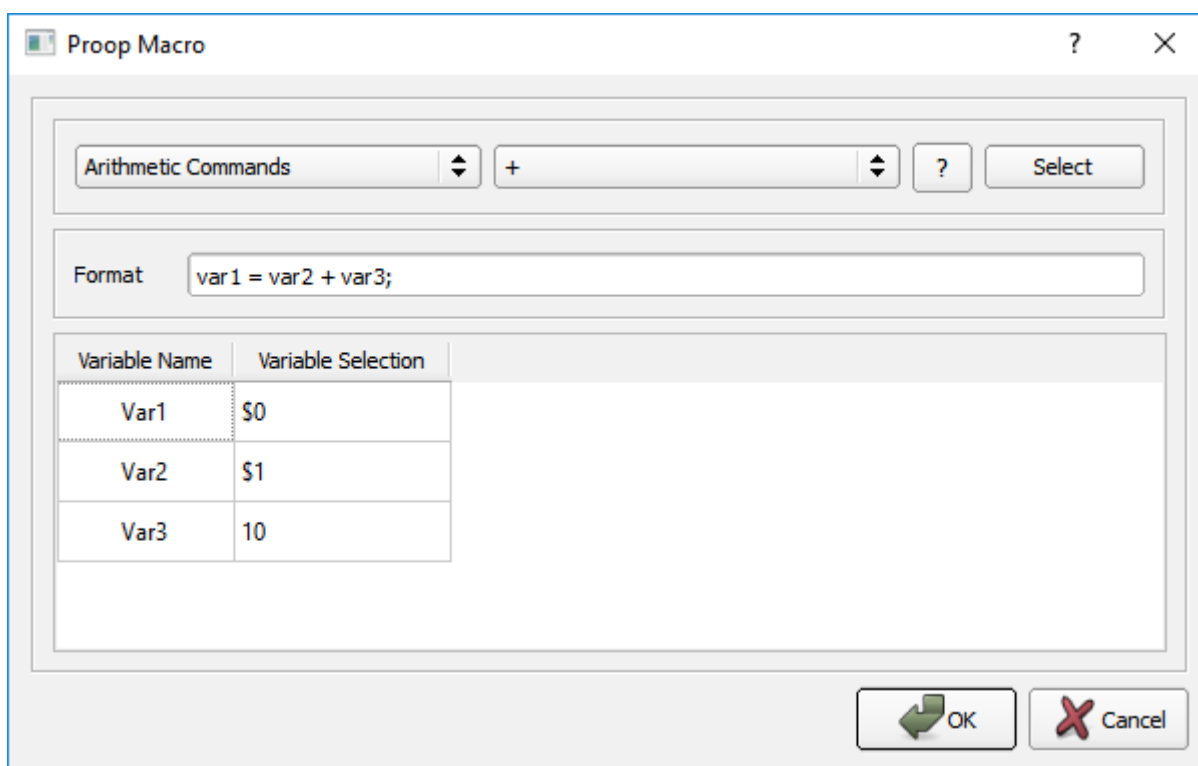 Proop Macro ?
Arithmetic Commands + ? Select
Format var1 = var2 + var3;
Variable Name Variable Selection
Var1 $0
Var2 $1
Var3 10
OK Cancel